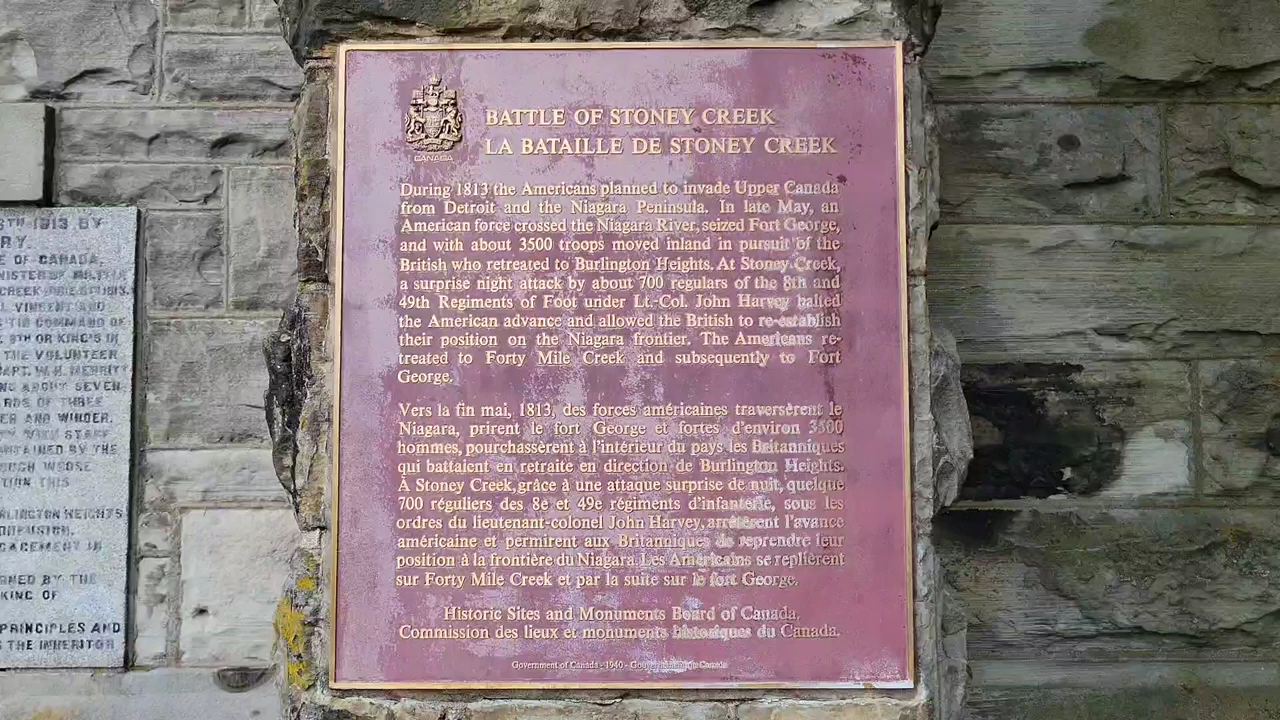 8TH 1913 BY
RY.
E OF CANADA,
NISTER OF MILITIA
CREEK
VINCENT AND
COMMAND OF
8TH OR KING'S IN
THE VOLUNTEER
CAPT. W.H. MERRITT
ABOUT SEVEN
OF THREE
AND WINDER.
STAFF
BY THE
WHOSE
THIS
BURLINGTON HEIGHTS
CONFUSION.
IN
BY THE
KING OF
PRINCIPLES AND
THE INHERITOR
CANADA
BATTLE OF STONEY CREEK
LA BATAILLE DE STONEY CREEK
During 1813 the Americans planned to invade Upper Canada
from Detroit and the Niagara Peninsula. In late May, an
American force crossed the Niagara River, seized Fort George,
and with about 3500 troops moved inland in pursuit of the
British who retreated to Burlington Heights. At Stoney Creek,
a surprise night attack by about 700 regulars of the 8th and
49th Regiments of Foot under Lt.-Col. John Harvey halted
the American advance and allowed the British to re-establish
their position on the Niagara frontier. The Americans re-
treated to Forty Mile Creek and subsequently to Fort
George.
Vers la fin mai, 1813, des forces américaines traversèrent le
Niagara, prirent le fort George et fortes d'environ 3500
hommes, pourchassèrent à l'intérieur du pays les Britanniques
qui battaient en retraite en direction de Burlington Heights.
À Stoney Creek, grâce à une attaque surprise de nuit, quelque
700 réguliers des 8e et 49e régiments d'infanterie, sous les
ordres du lieutenant-colonel John Harvey, arrêtèrent l'avance
américaine et permirent aux Britanniques de reprendre leur
position à la frontière du Niagara. Les Américains se replièrent
sur Forty Mile Creek et par la suite sur le fort George.
Historic Sites and Monuments Board of Canada.
Commission des lieux et monuments historiques du Canada.
Government of Canada - 1940 - Gouvernement du Canada